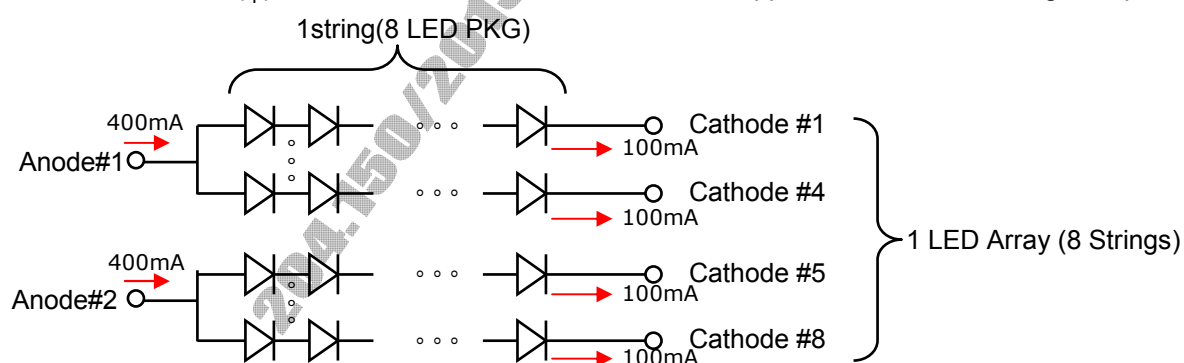 1string(8 LED PKG)
400mA
Anode#1
Cathode #1
100mA
Cathode #4
100mA
1 LED Array (8 Strings)
400mA
Anode#2
Cathode #5
100mA
Cathode #8
100mA